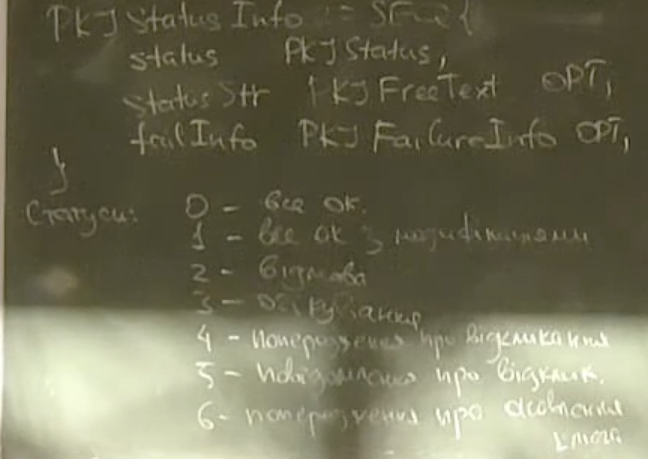 PKI Status Info ::= SEQ {
status PKI Status,
status Str PKI FreeText OPT,
failInfo PKI FailureInfo OPT,
}
Статуси: 0 - все ок.
1 - все ок з модифікаціями
2 - відмова
3 - очікування
4 - попередження про відкликання
5 - повідомлення про відклик.
6 - попередження про оновлення
ключа